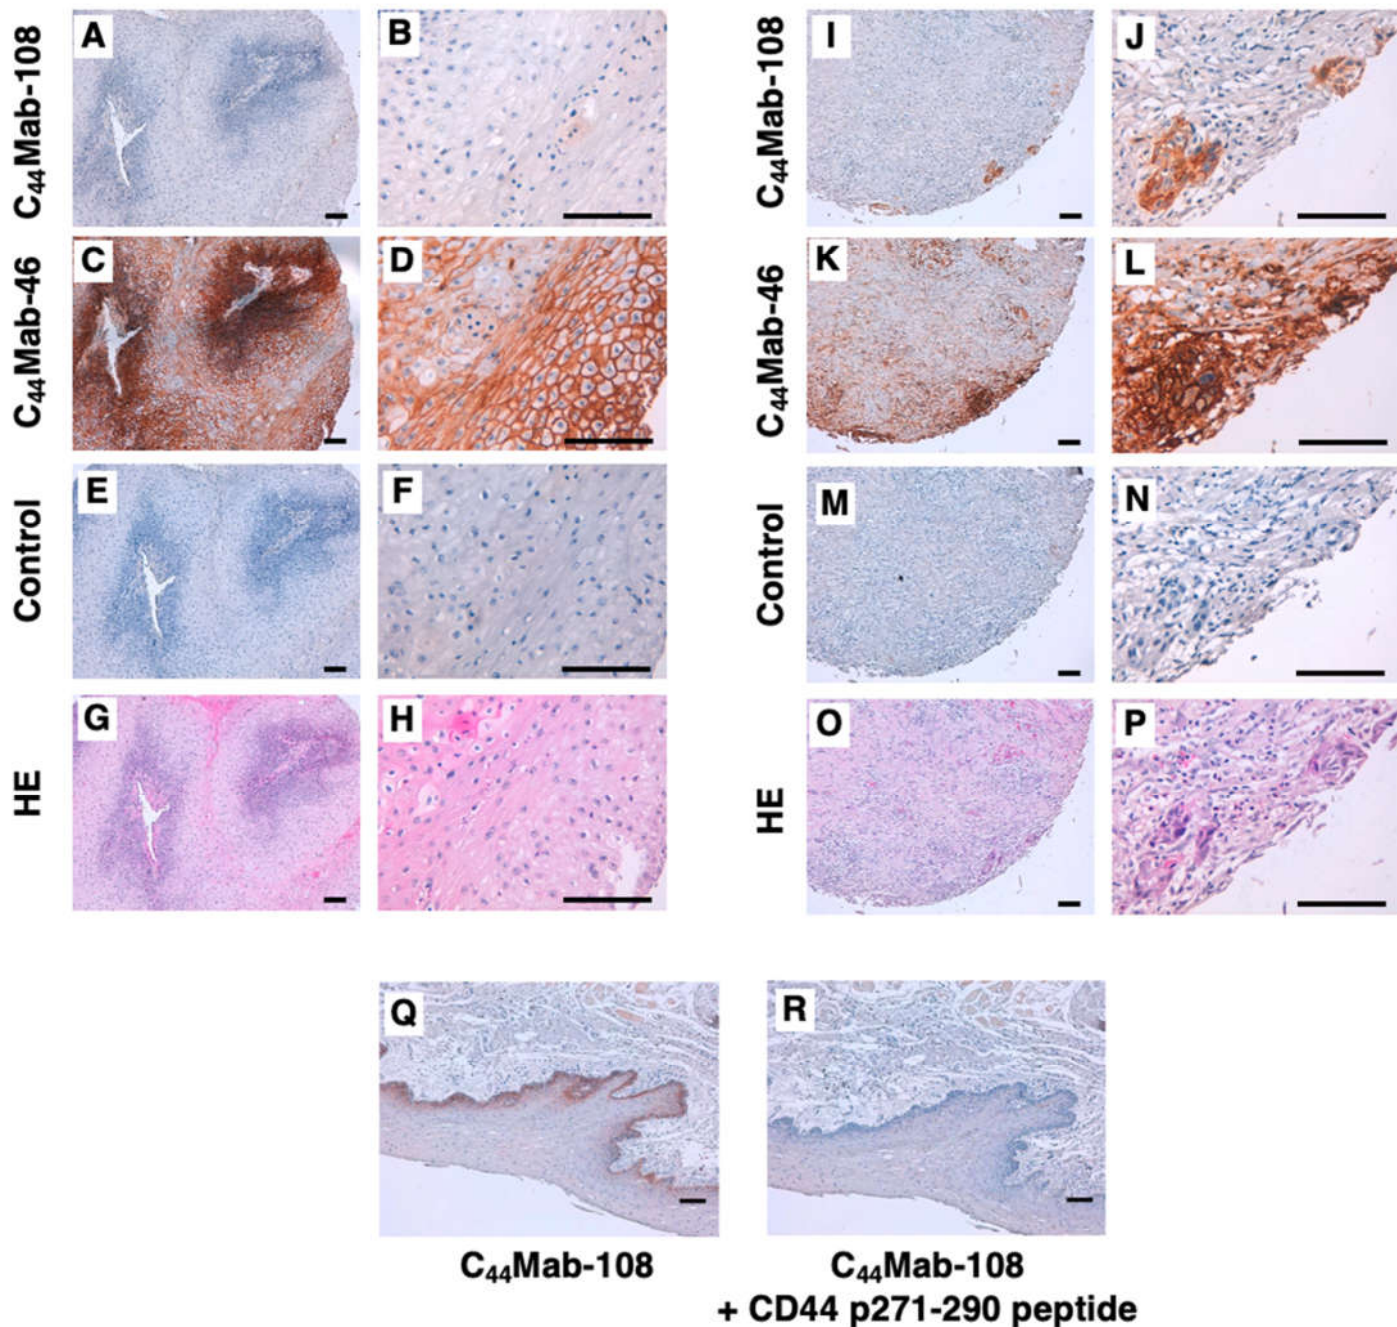 C₄₄Mab-108
A
B
C₄₄Mab-108
I
J
C₄₄Mab-46
C
D
C₄₄Mab-46
K
L
Control
E
F
Control
M
N
HE
G
H
HE
O
P
Q
R
C₄₄Mab-108
C₄₄Mab-108
+ CD44 p271-290 peptide